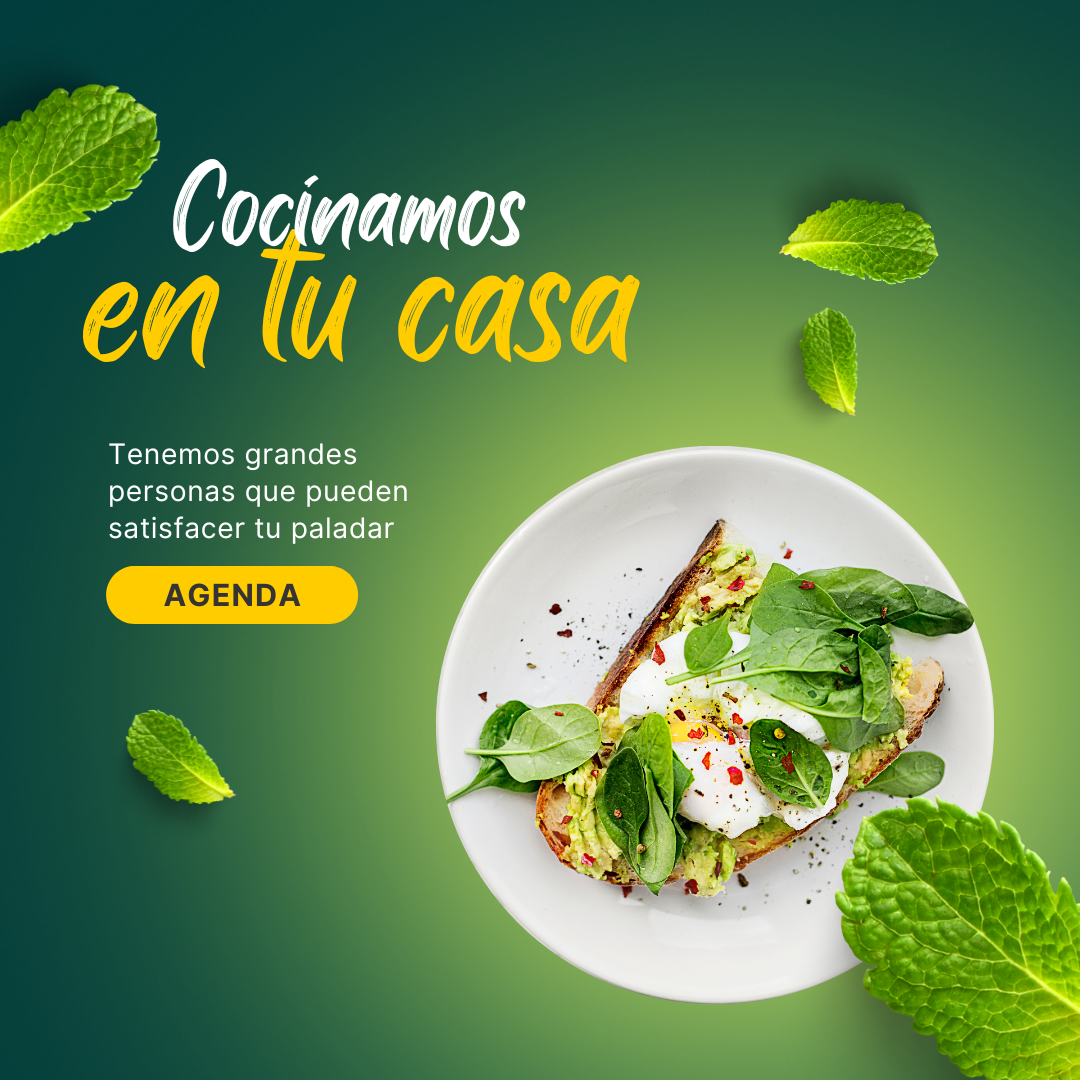 Cocinamos
en tu casa
Tenemos grandes
personas que pueden
satisfacer tu paladar
AGENDA